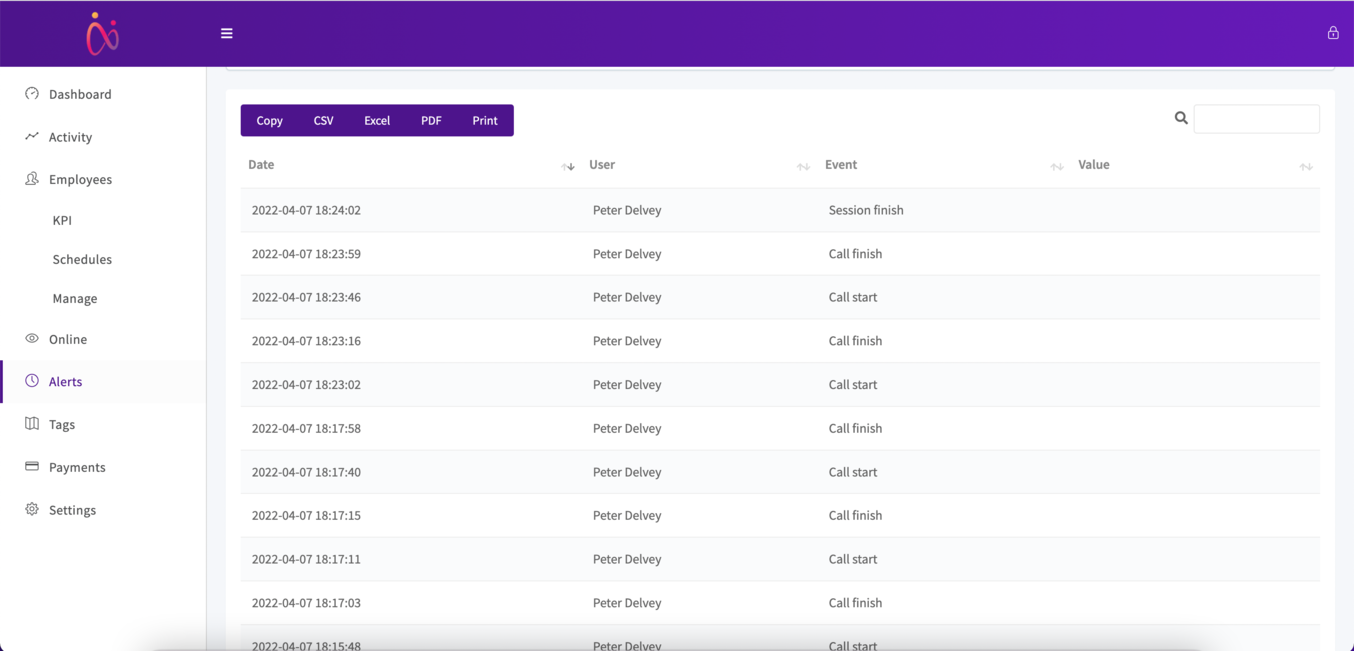 Dashboard
Activity
Employees
KPI
Schedules
Manage
Online
Alerts
Tags
Payments
Settings
Copy CSV Excel PDF Print
Date User Event Value
2022-04-07 18:24:02 Peter Delvey Session finish
2022-04-07 18:23:59 Peter Delvey Call finish
2022-04-07 18:23:46 Peter Delvey Call start
2022-04-07 18:23:16 Peter Delvey Call finish
2022-04-07 18:23:02 Peter Delvey Call start
2022-04-07 18:17:58 Peter Delvey Call finish
2022-04-07 18:17:40 Peter Delvey Call start
2022-04-07 18:17:15 Peter Delvey Call finish
2022-04-07 18:17:11 Peter Delvey Call start
2022-04-07 18:17:03 Peter Delvey Call finish
2022-04-07 18:15:48 Peter Delvey Call start